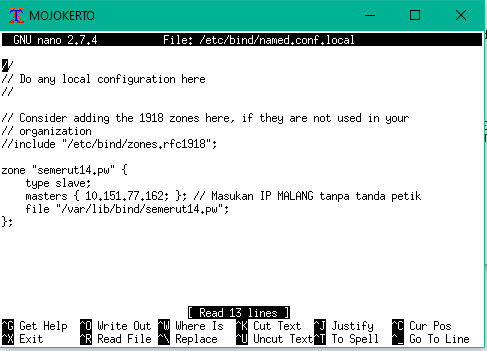 MOJOKERTO
GNU nano 2.7.4 File: /etc/bind/named.conf.local
//
// Do any local configuration here
//
// Consider adding the 1918 zones here, if they are not used in your
// organization
//include "/etc/bind/zones.rfc1918";
zone "semerut14.pw" {
    type slave;
    masters { 10.151.77.162; }; // Masukan IP MALANG tanpa tanda petik
    file "/var/lib/bind/semerut14.pw";
};
[ Read 13 lines ]
^G Get Help ^O Write Out ^W Where Is ^K Cut Text ^J Justify ^C Cur Pos
^X Exit ^R Read File ^\ Replace ^U Uncut Text ^T To Spell ^_ Go To Line